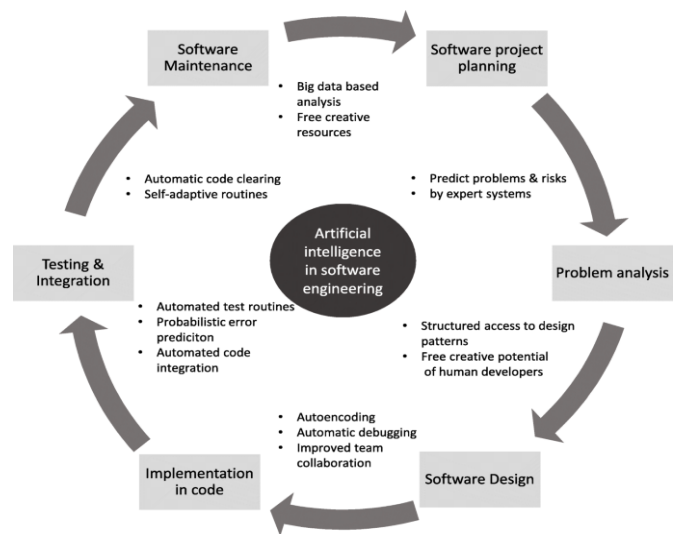 Software
Maintenance
Software project
planning
• Big data based
analysis
• Free creative
resources
• Automatic code clearing
• Self-adaptive routines
• Predict problems & risks
• by expert systems
Artificial
intelligence
in software
engineering
Testing &
Integration
Problem analysis
• Automated test routines
• Probabilistic error
prediciton
• Automated code
integration
• Structured access to design
patterns
• Free creative potential
of human developers
• Autoencoding
• Automatic debugging
• Improved team
collaboration
Implementation
in code
Software Design